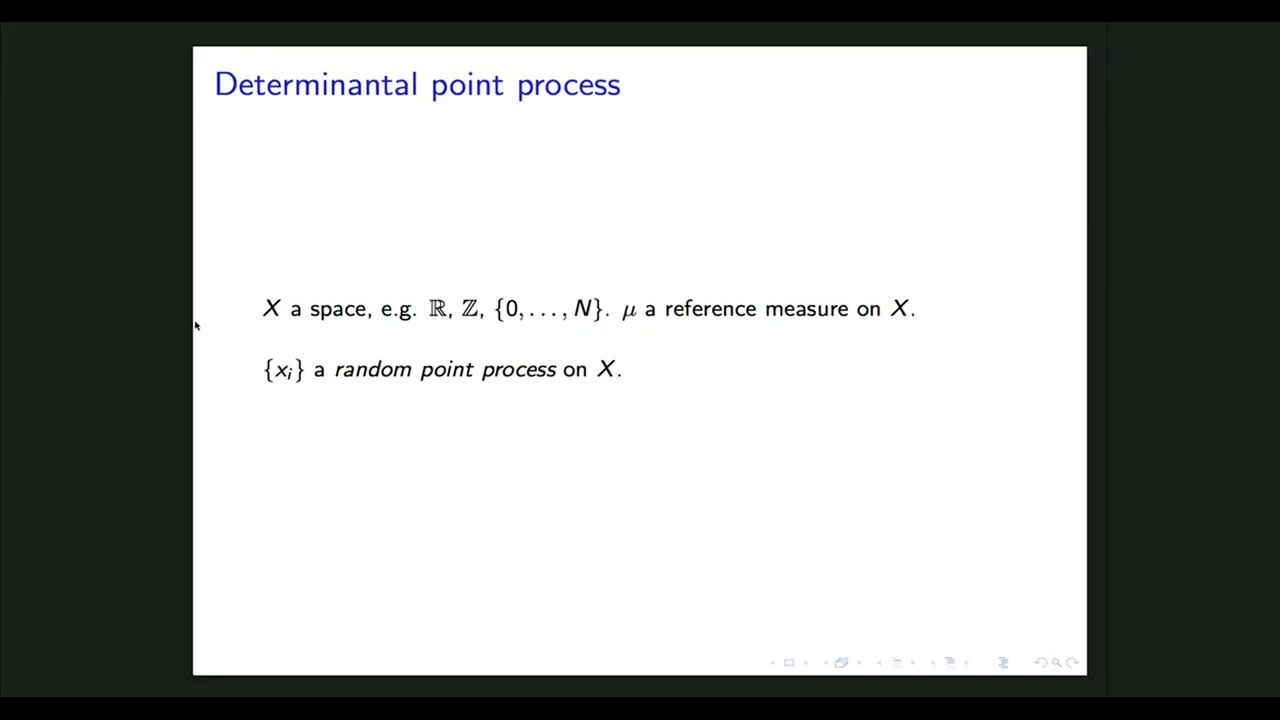 Determinantal point process
X a space, e.g. ℝ, ℤ, {0, . . . , N}. μ a reference measure on X.
{xᵢ} a random point process on X.